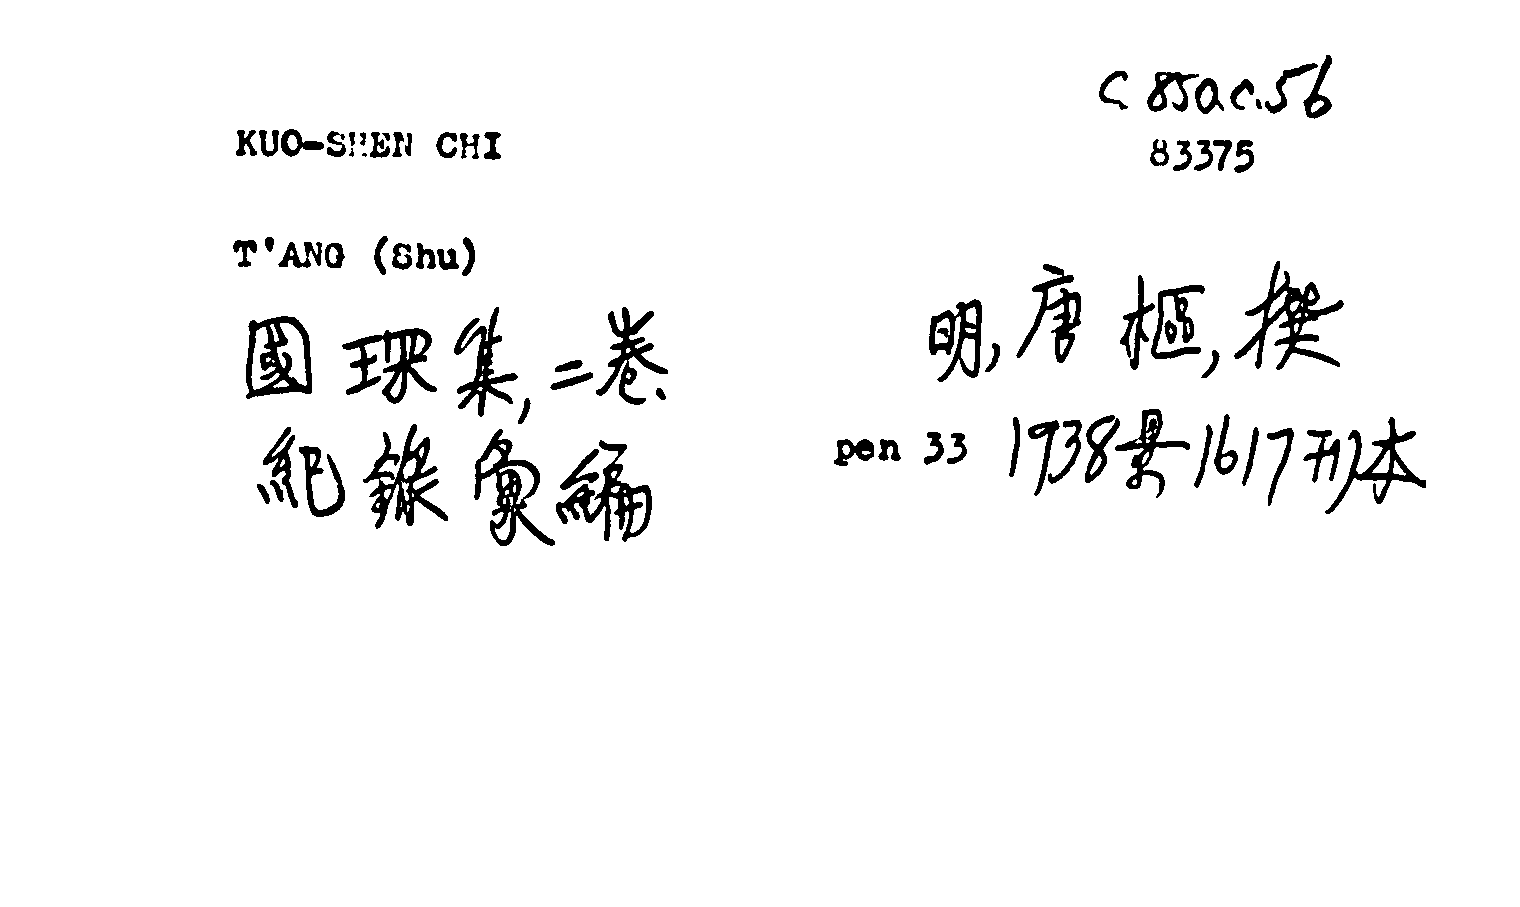 C 85a c.56
KUO-SHEN CHI
83375
T'ANG (Shu)
國琛集, 二卷 明, 唐樞, 撰
紀錄彙編 pen 33 1938景1617刊本